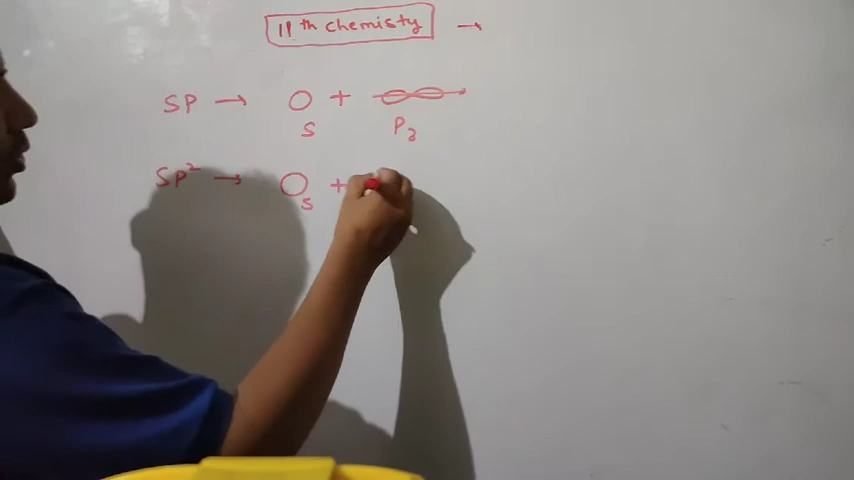 11th chemisty →
SP → O + 
S P₂
SP² → O +
S